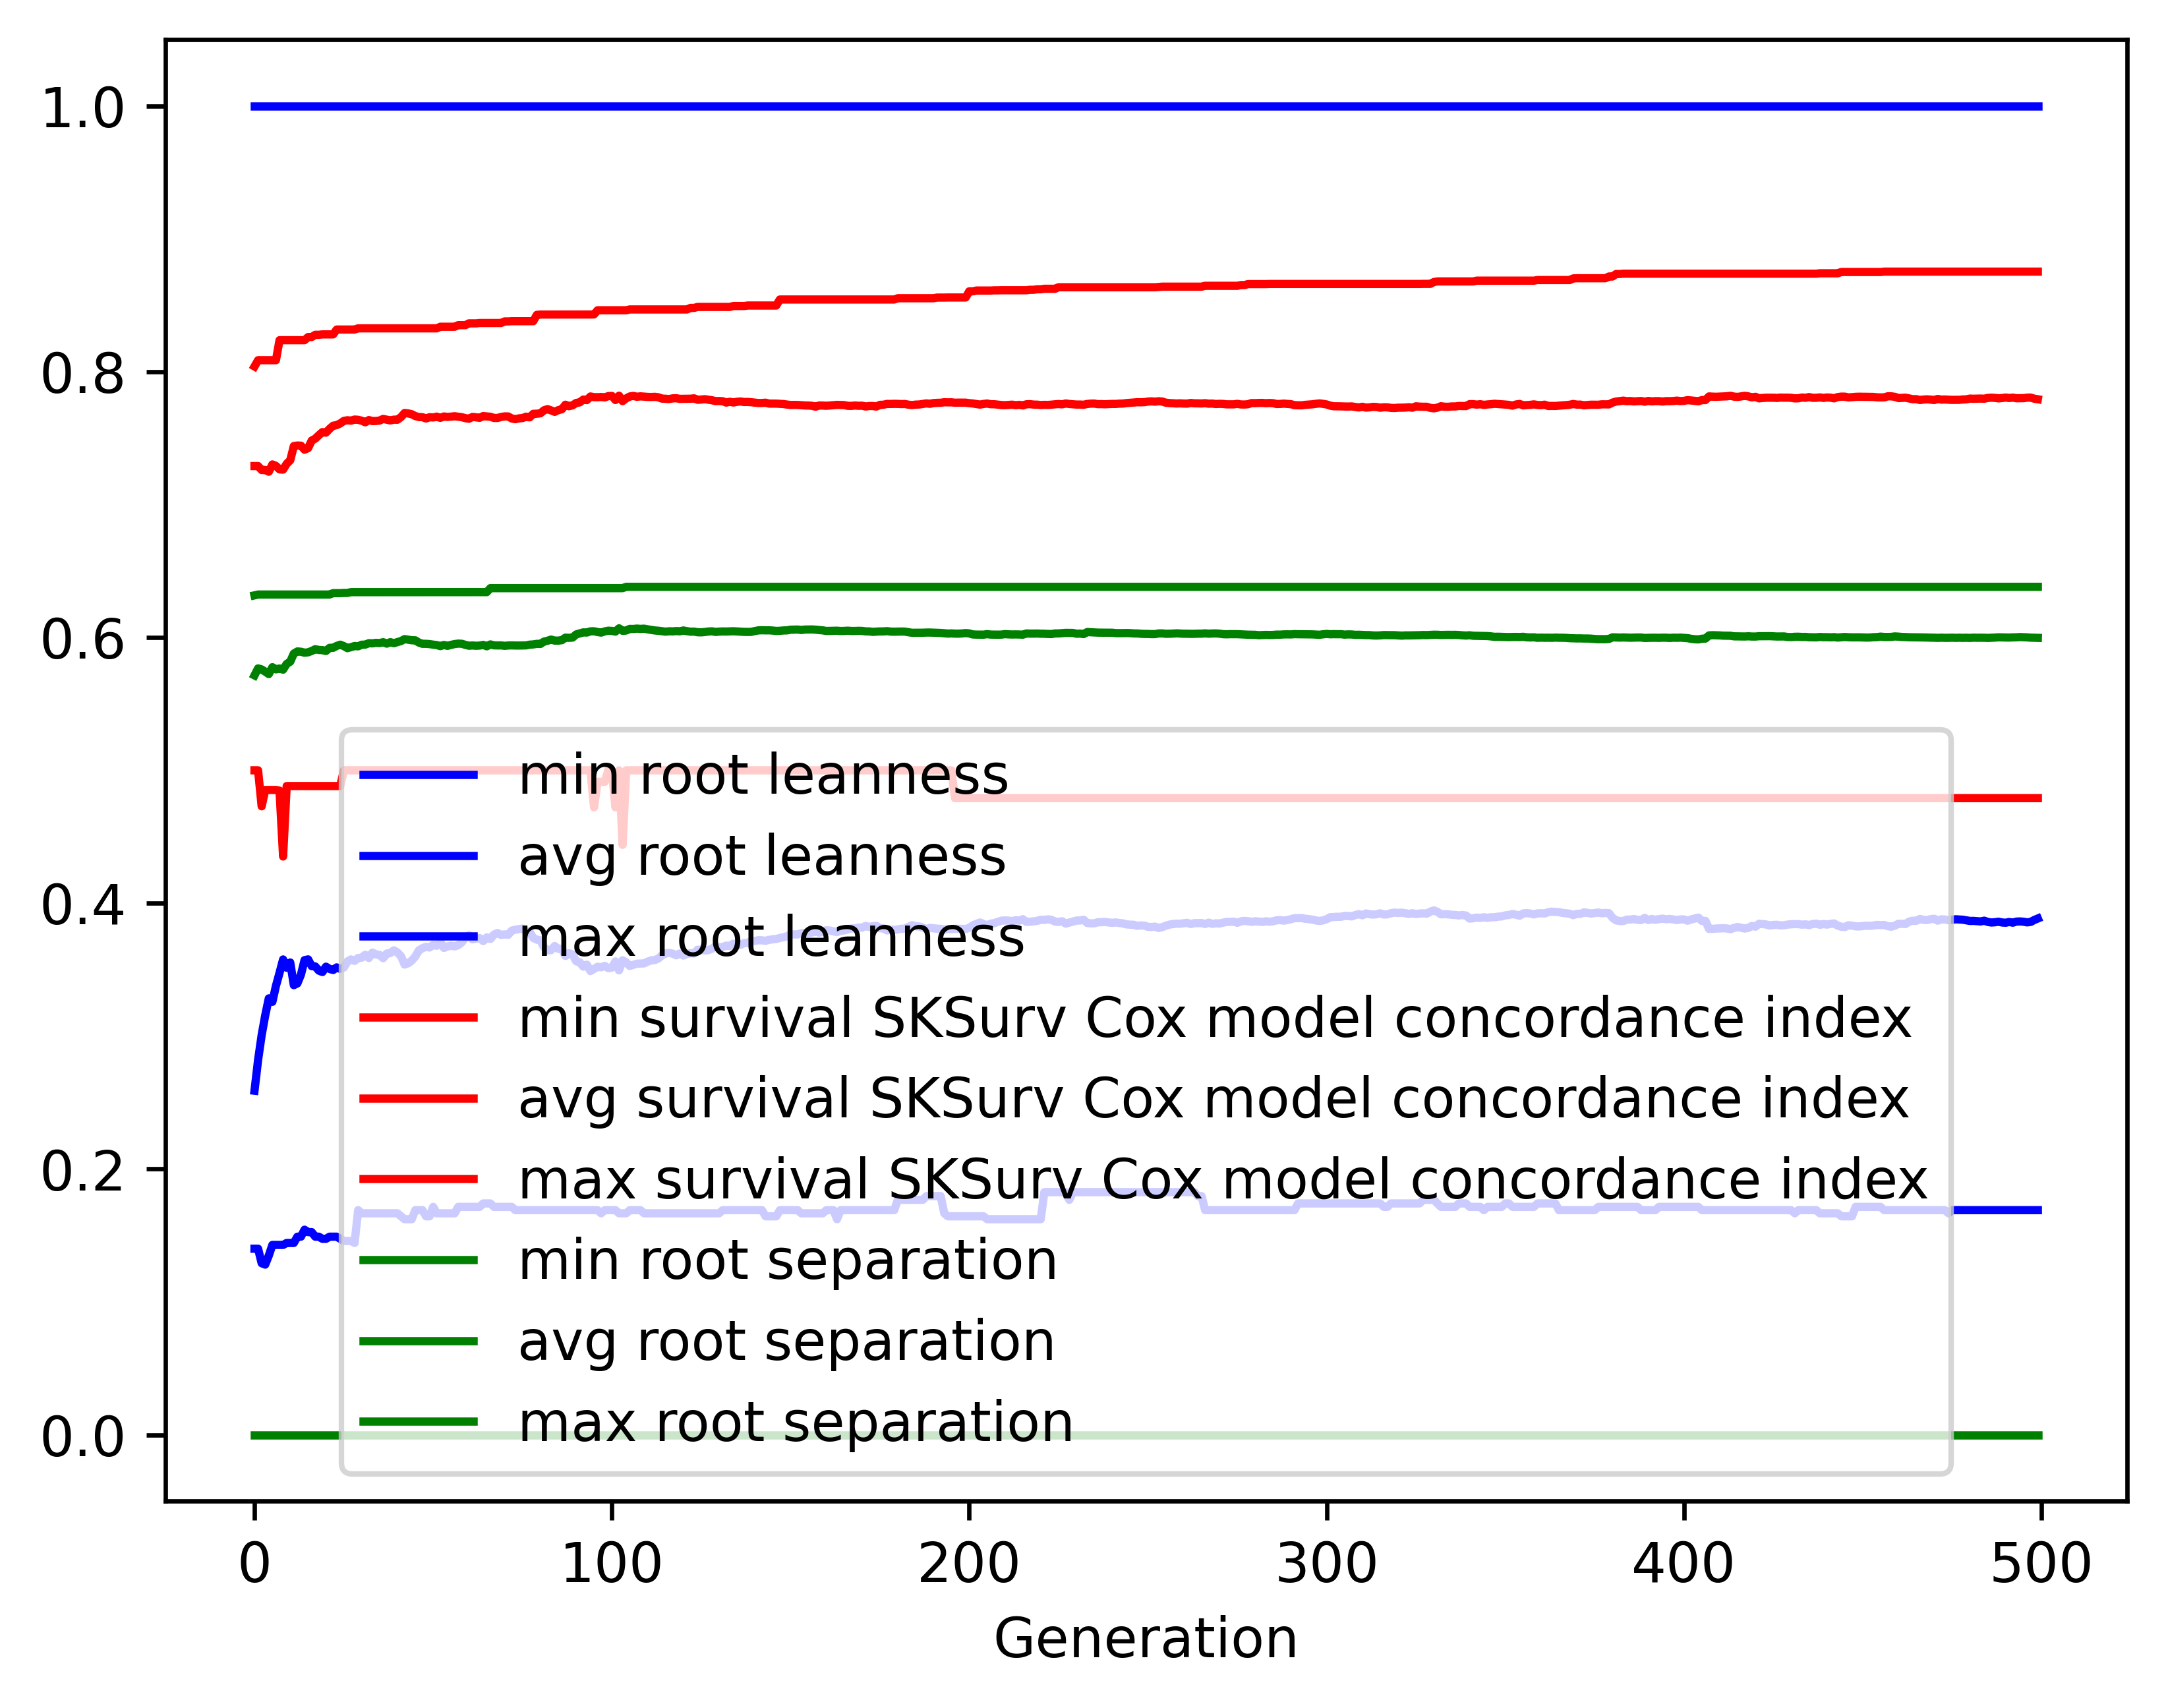 1.0
0.8
0.6
0.4
0.2
0.0
min root leanness
avg root leanness
max root leanness
min survival SKSurv Cox model concordance index
avg survival SKSurv Cox model concordance index
max survival SKSurv Cox model concordance index
min root separation
avg root separation
max root separation
0 100 200 300 400 500
Generation